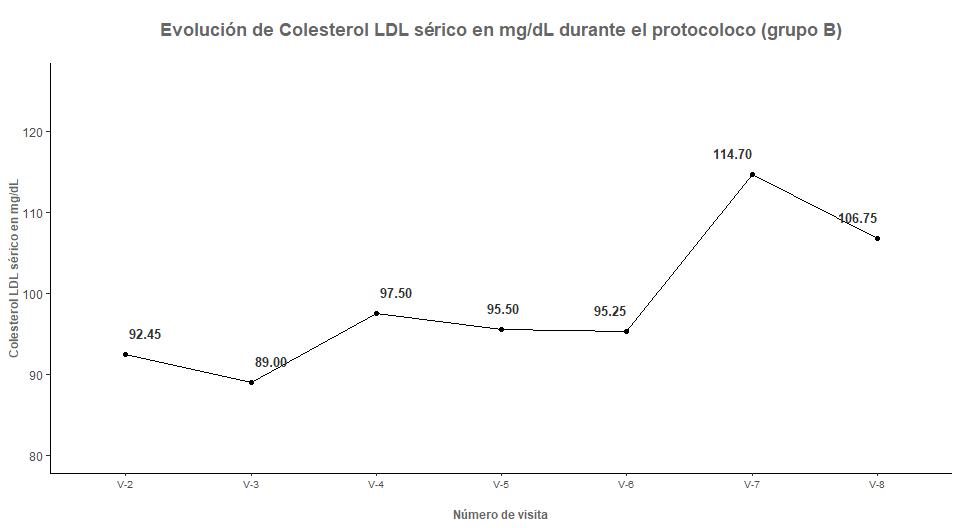 Evolución de Colesterol LDL sérico en mg/dL durante el protocoloco (grupo B)
Colesterol LDL sérico en mg/dL
120
110
100
90
80
92.45
89.00
97.50
95.50
95.25
114.70
106.75
V-2
V-3
V-4
V-5
V-6
V-7
V-8
Número de visita